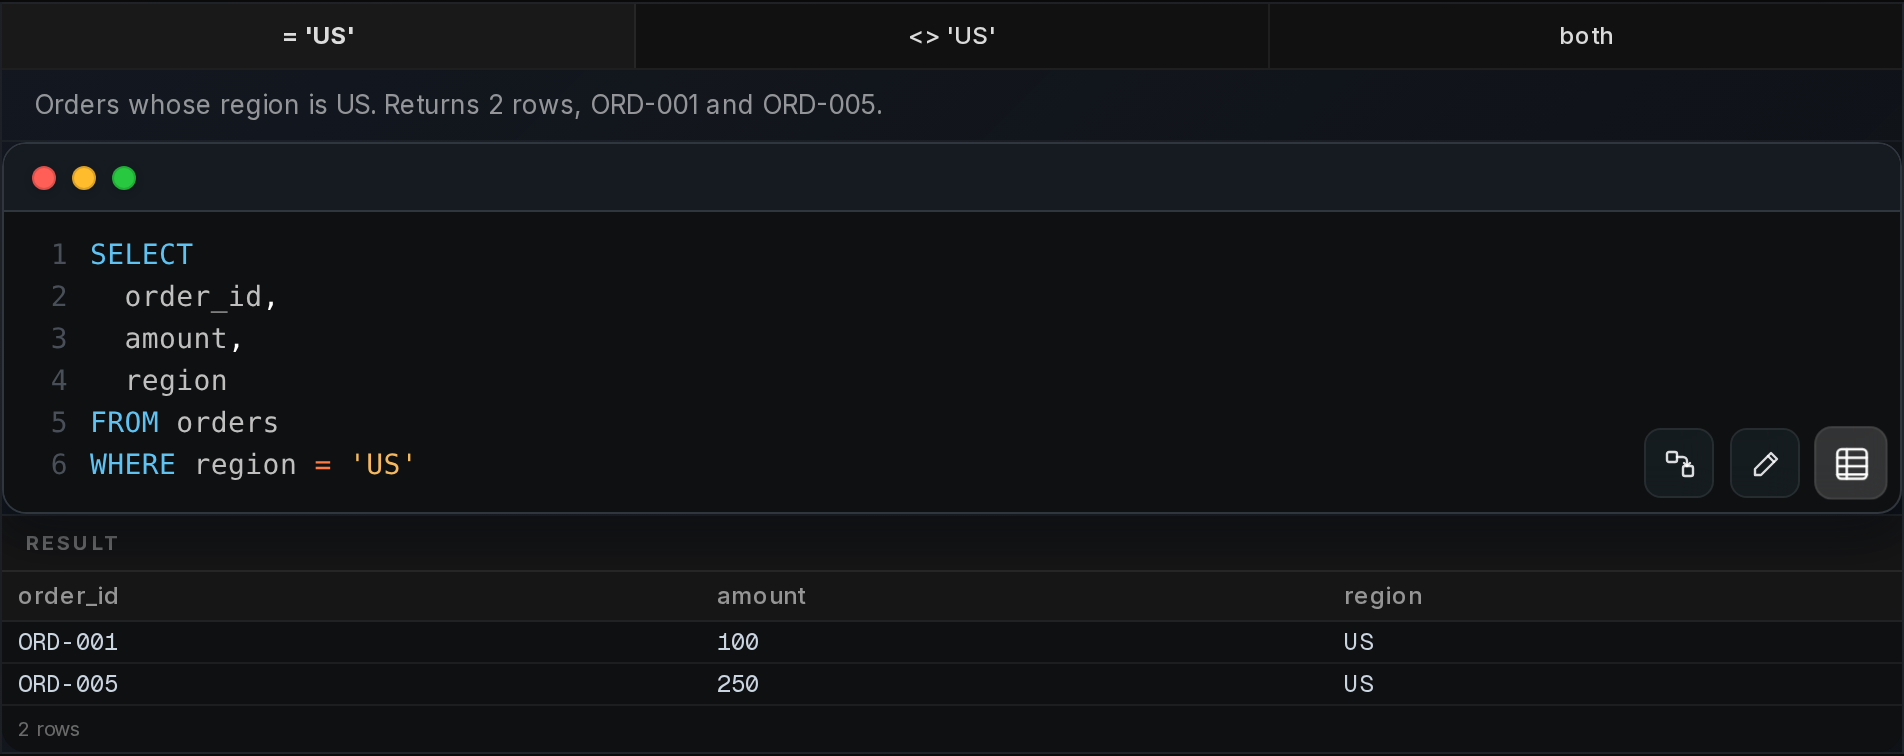 = 'US'
<> 'US'
both
Orders whose region is US. Returns 2 rows, ORD-001 and ORD-005.
1 SELECT
2   order_id,
3   amount,
4   region
5 FROM orders
6 WHERE region = 'US'
RESULT
order_id amount region
ORD-001 100 US
ORD-005 250 US
2 rows